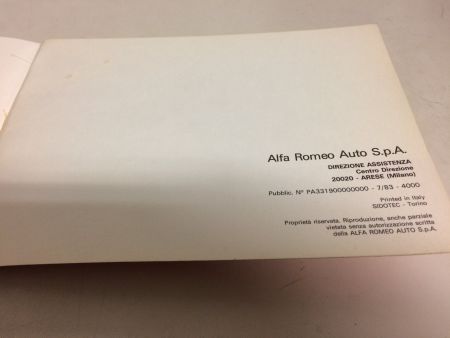 Alfa Romeo Auto S.p.A.
DIREZIONE ASSISTENZA
Centro Direzione
20020 - ARESE (Milano)
Pubblic. N° PA331900000000 - 7/83 - 4000
Printed in Italy
SIDOTEC - Torino
Proprietà riservata. Riproduzione, anche parziale
vietata senza autorizzazione scritta
della ALFA ROMEO AUTO S.p.A.